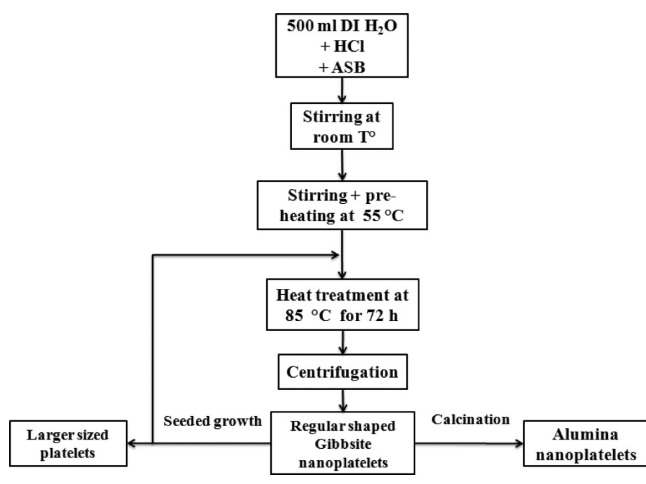 500 ml DI H₂O
+ HCl
+ ASB
Stirring at
room T°
Stirring + pre-
heating at 55 °C
Heat treatment at
85 °C for 72 h
Centrifugation
Seeded growth
Calcination
Larger sized
platelets
Regular shaped
Gibbsite
nanoplatelets
Alumina
nanoplatelets